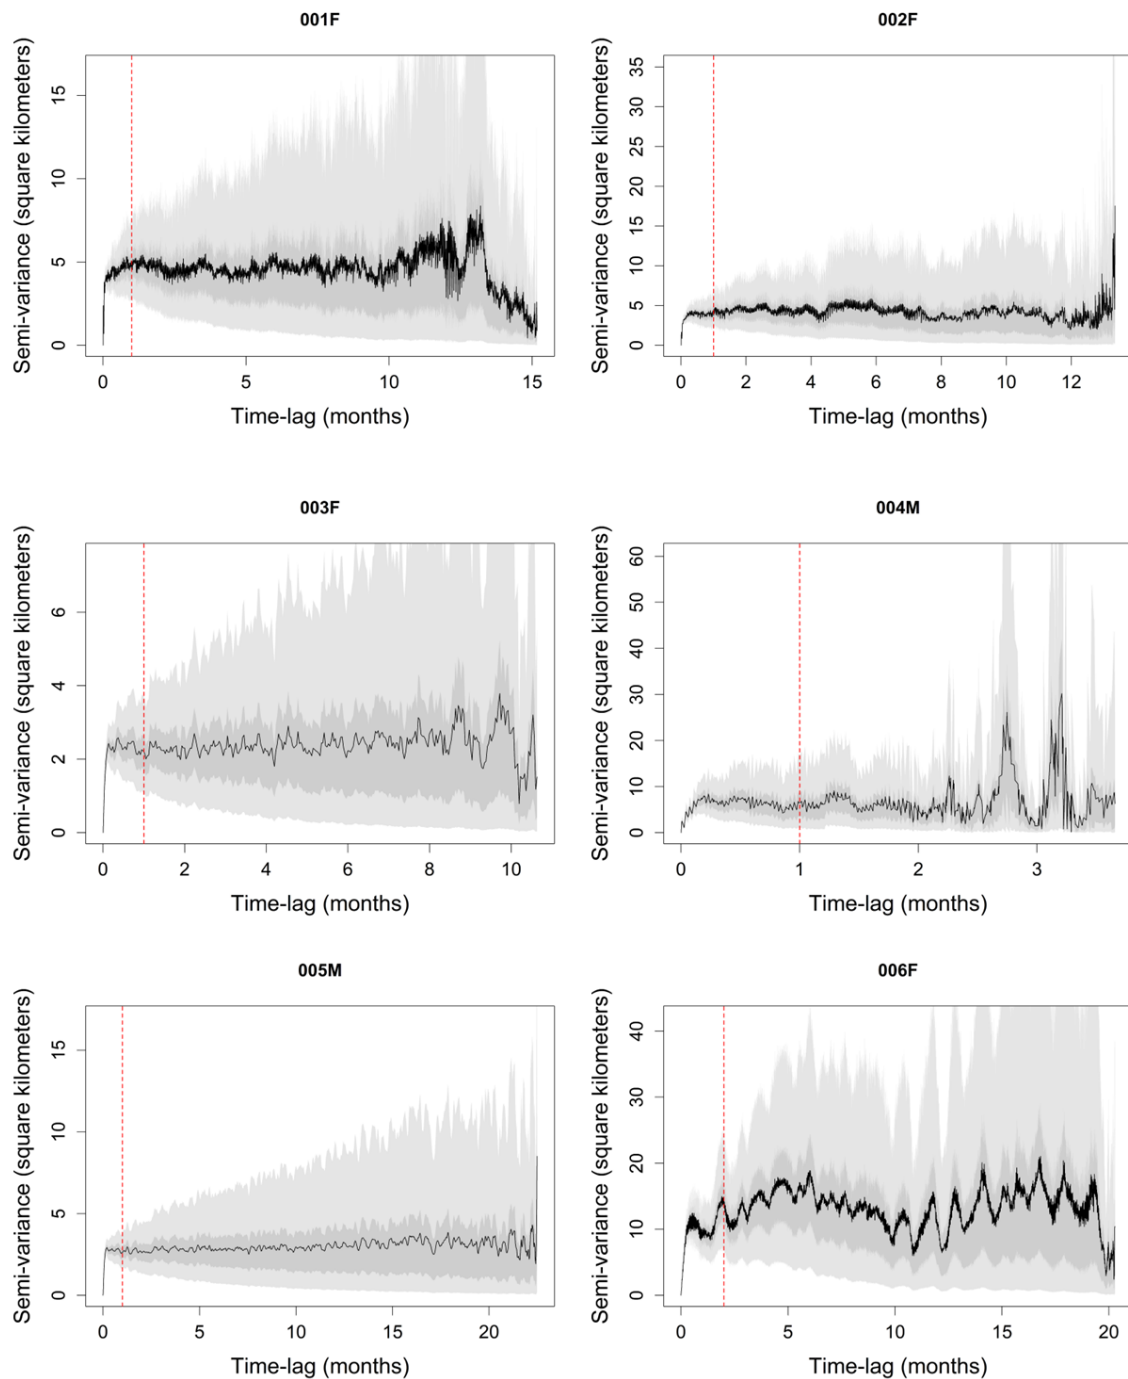 001F
Semi-variance (square kilometers)
15
10
5
0
0 5 10 15
Time-lag (months)
002F
Semi-variance (square kilometers)
35
30
25
20
15
10
5
0
0 2 4 6 8 10 12
Time-lag (months)
003F
Semi-variance (square kilometers)
6
4
2
0
0 2 4 6 8 10
Time-lag (months)
004M
Semi-variance (square kilometers)
60
50
40
30
20
10
0
0 1 2 3
Time-lag (months)
005M
Semi-variance (square kilometers)
15
10
5
0
0 5 10 15 20
Time-lag (months)
006F
Semi-variance (square kilometers)
40
30
20
10
0
0 5 10 15 20
Time-lag (months)